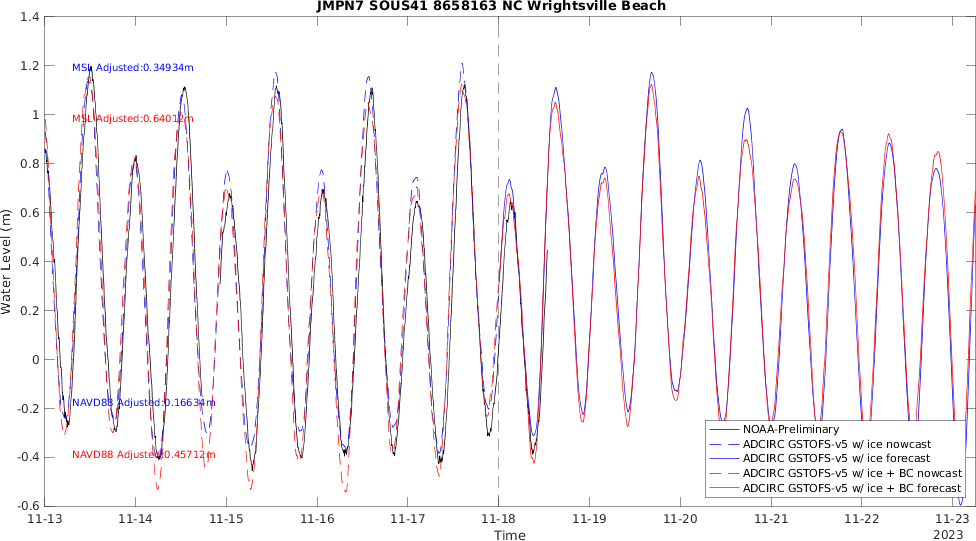 JMPN7 SOUS41 8658163 NC Wrightsville Beach
Water Level (m)
1.4
1.2
1
0.8
0.6
0.4
0.2
0
-0.2
-0.4
-0.6
MSL Adjusted:0.34934m
MSL Adjusted:0.64012m
NAVD88 Adjusted:0.16634m
NAVD88 Adjusted:0.45712m
NOAA-Preliminary
ADCIRC GSTOFS-v5 w/ ice nowcast
ADCIRC GSTOFS-v5 w/ ice forecast
ADCIRC GSTOFS-v5 w/ ice + BC nowcast
ADCIRC GSTOFS-v5 w/ ice + BC forecast
11-13 11-14 11-15 11-16 11-17 11-18 11-19 11-20 11-21 11-22 11-23
Time
2023